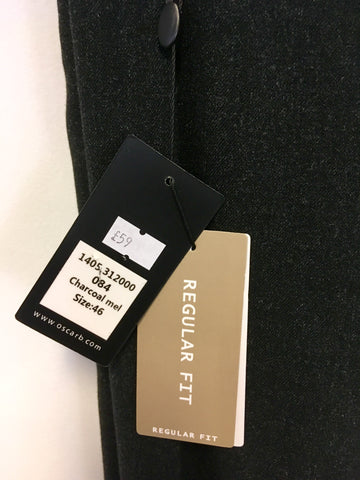 £59
1405 312000
084
Charcoal mel
Size:46
www.oscarb.com
REGULAR FIT
REGULAR FIT